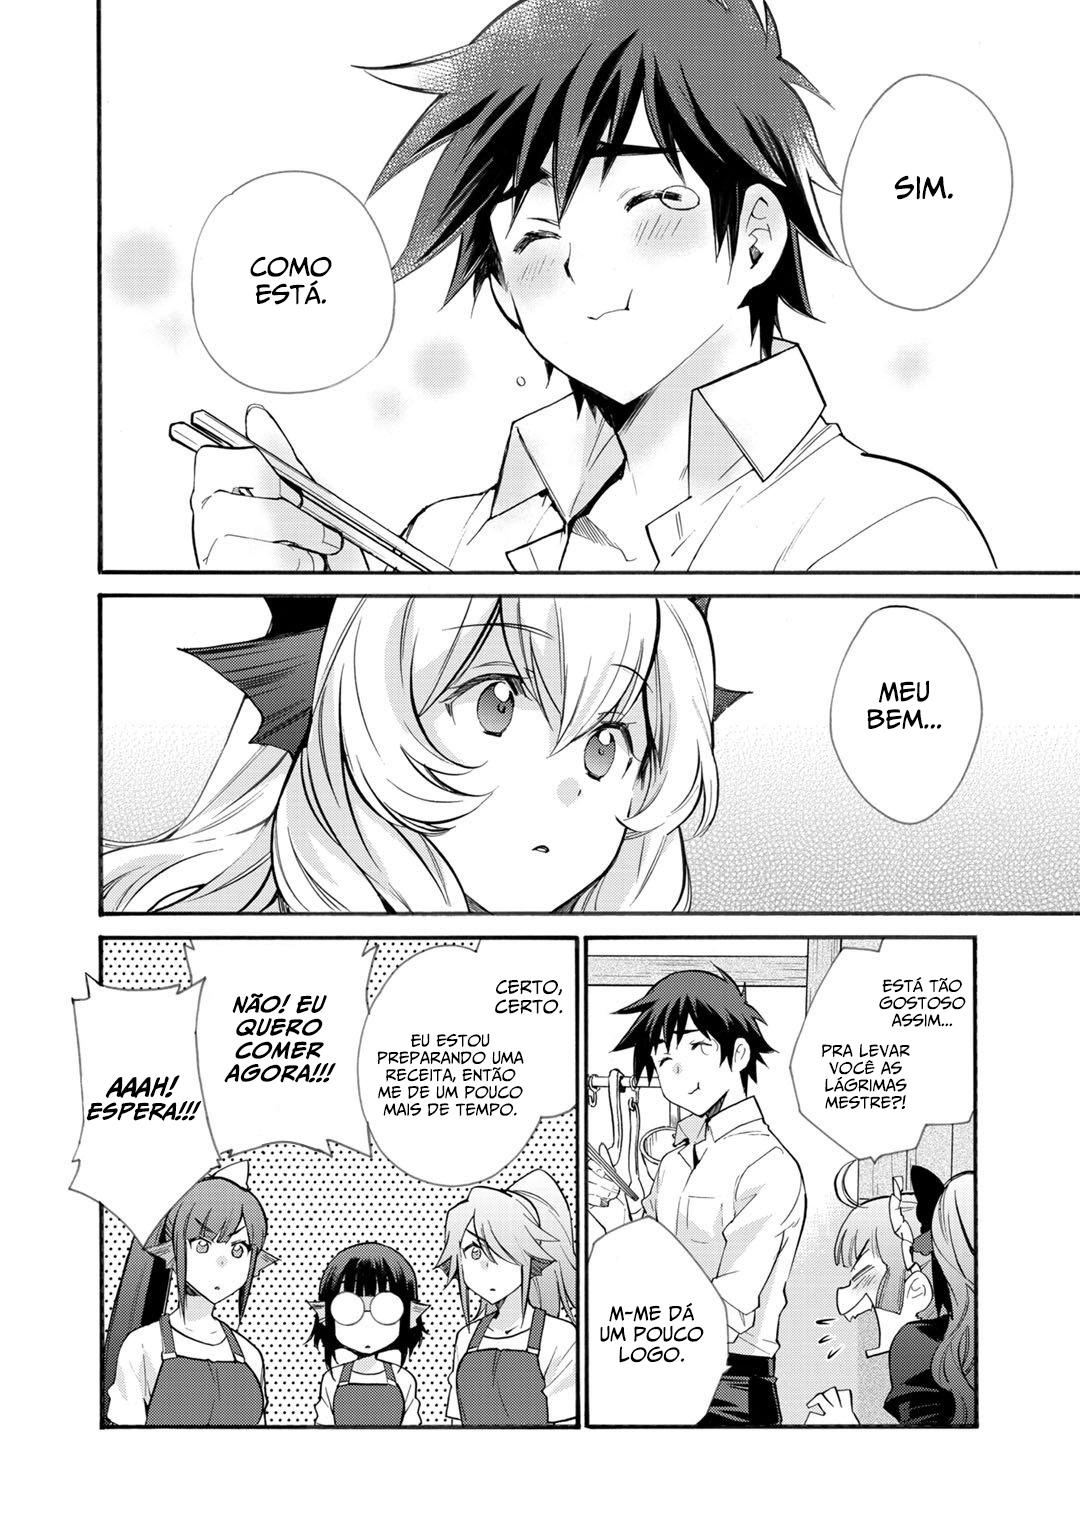 SIM.
COMO
ESTÁ.
MEU
BEM...
ESTÁ TÃO
GOSTOSO
ASSIM...
PRA LEVAR
VOCÊ AS
LÁGRIMAS
MESTRE?!
M-ME DÁ
UM POUCO
LOGO.
CERTO,
CERTO.
EU ESTOU
PREPARANDO UMA
RECEITA, ENTÃO
ME DE UM POUCO
MAIS DE TEMPO.
NÃO! EU
QUERO
COMER
AGORA!!!
AAAH!
ESPERA!!!